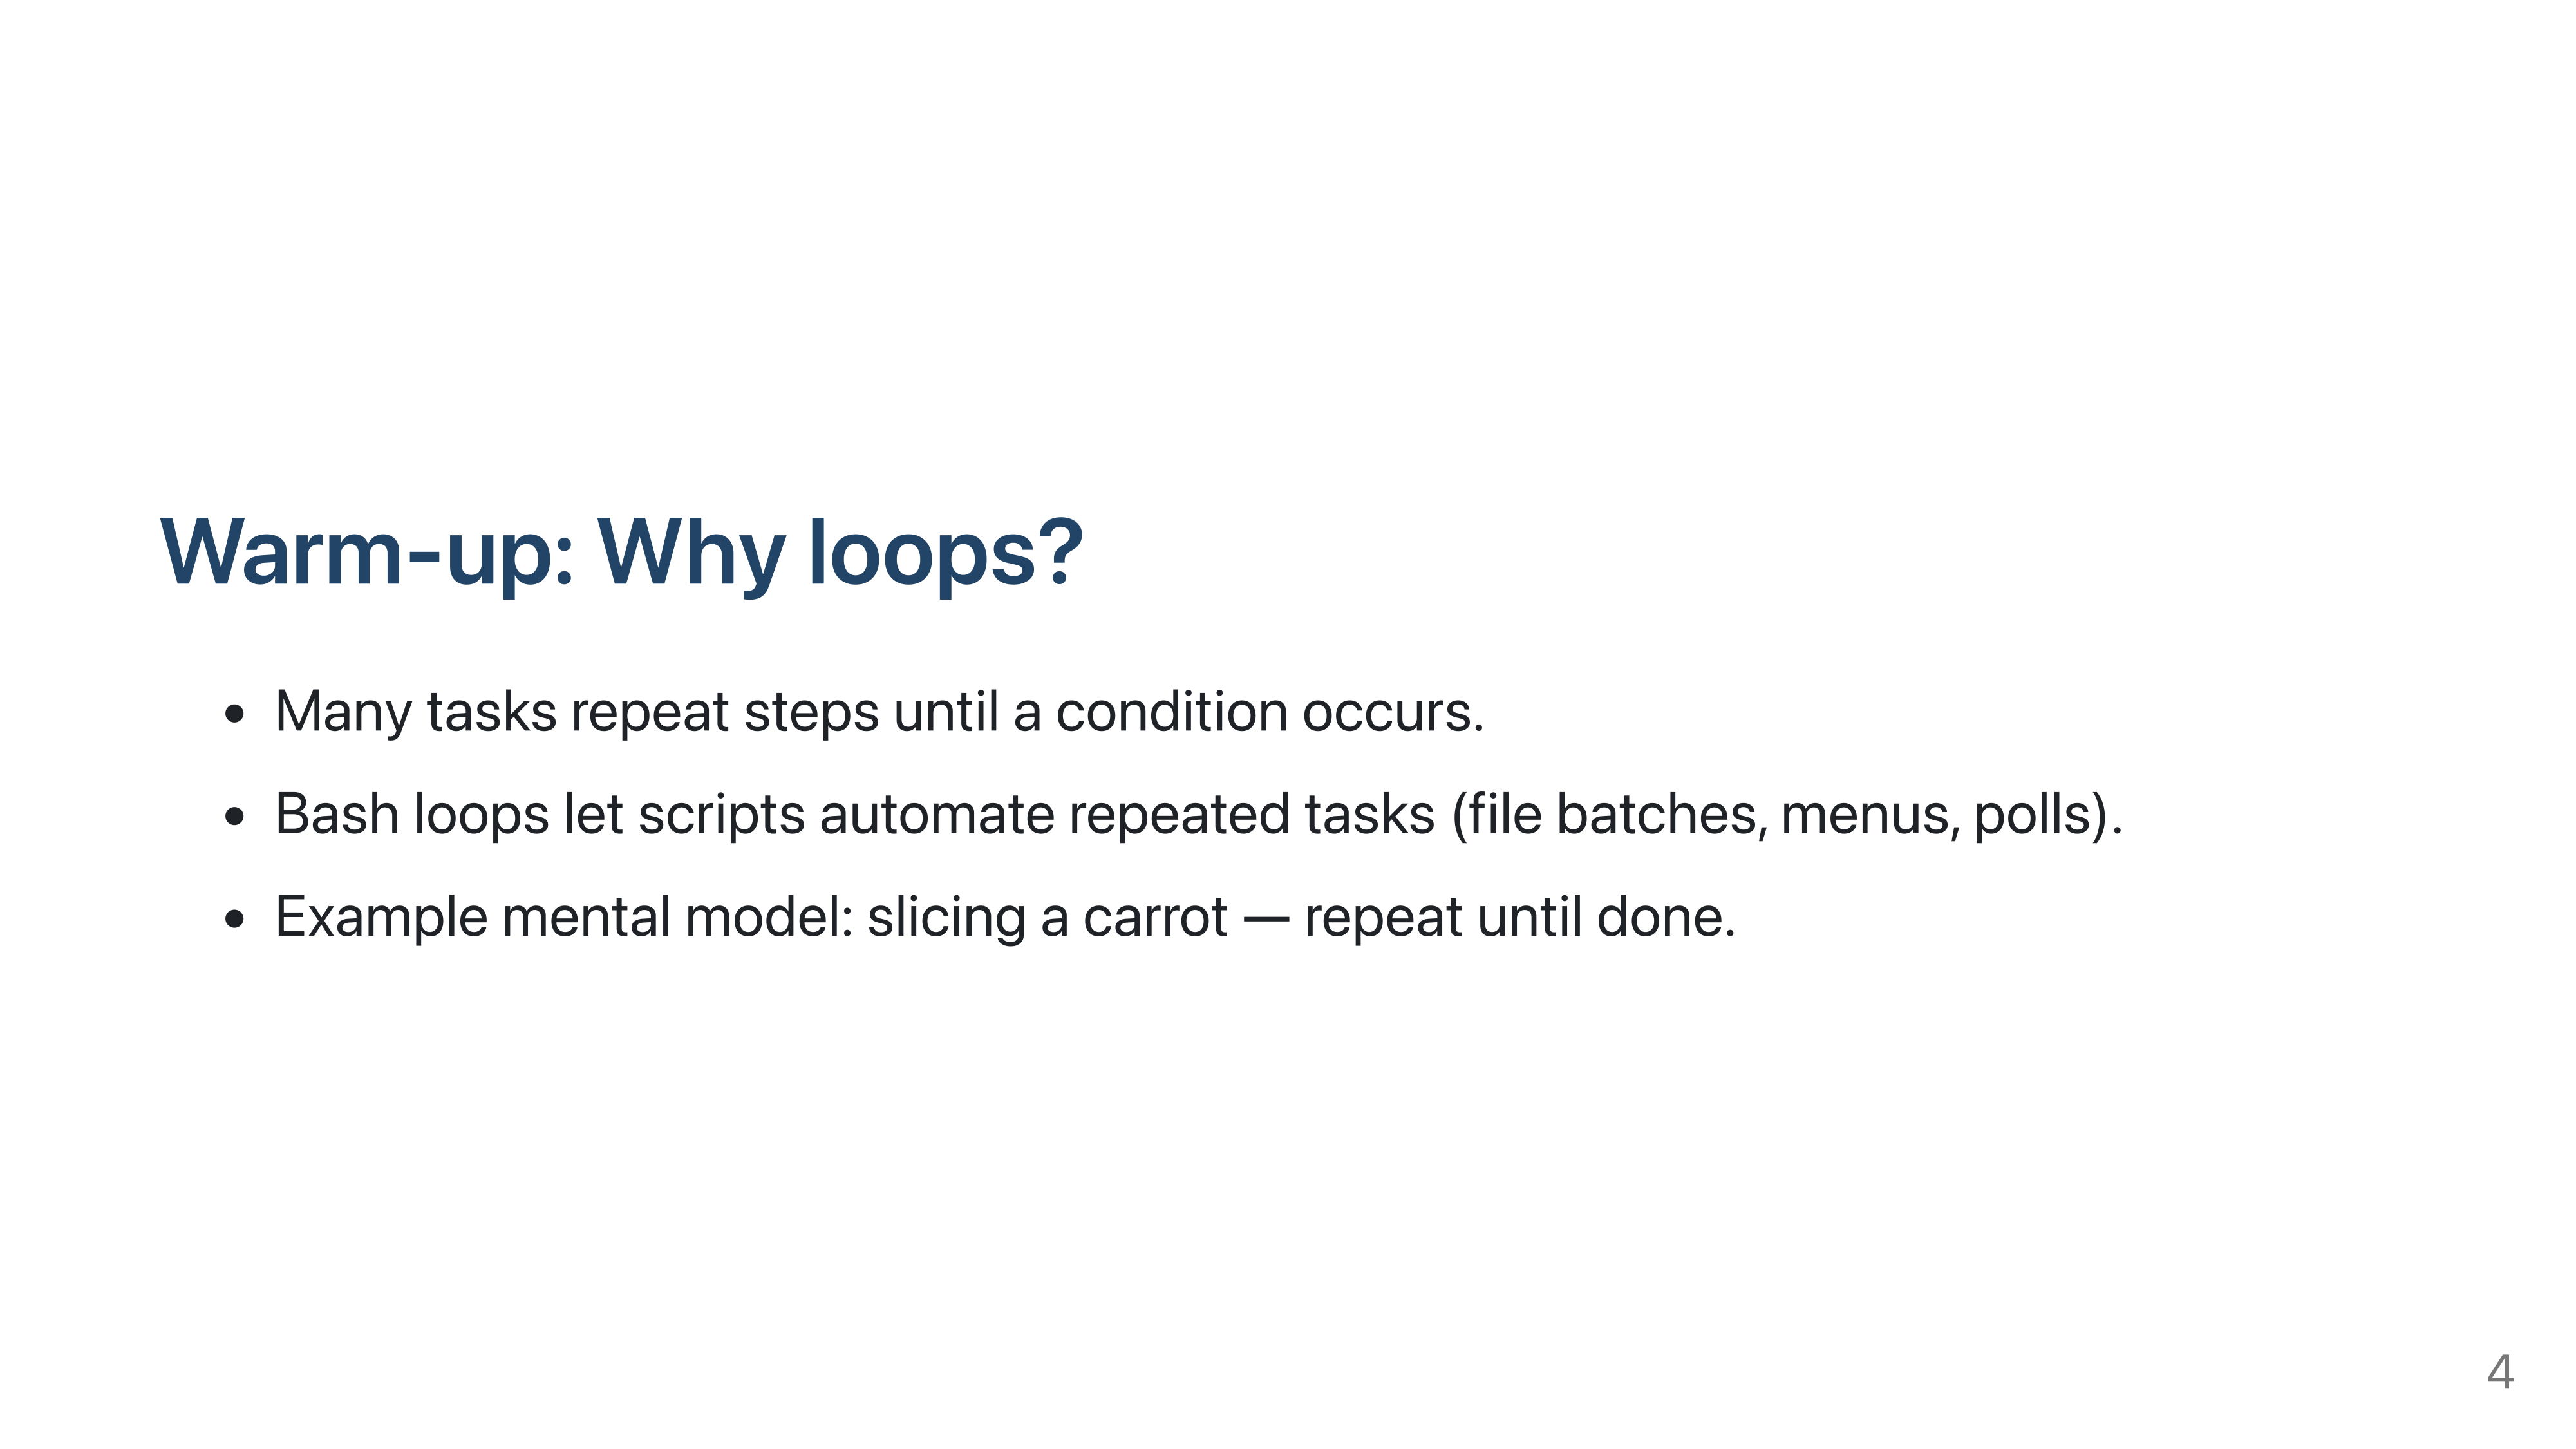 Warm-up: Why loops?
• Many tasks repeat steps until a condition occurs.
• Bash loops let scripts automate repeated tasks (file batches, menus, polls).
• Example mental model: slicing a carrot — repeat until done.
4